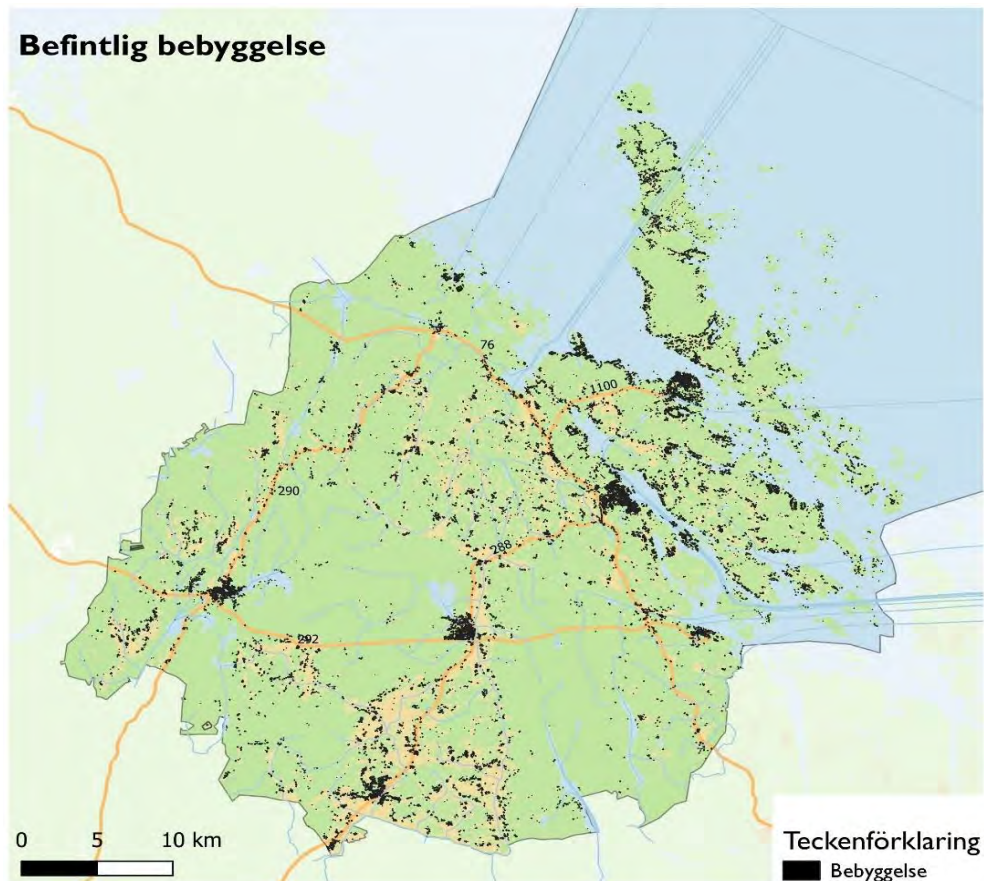 Befintlig bebyggelse
76
1100
290
288
292
0 5 10 km
Teckenförklaring
Bebyggelse